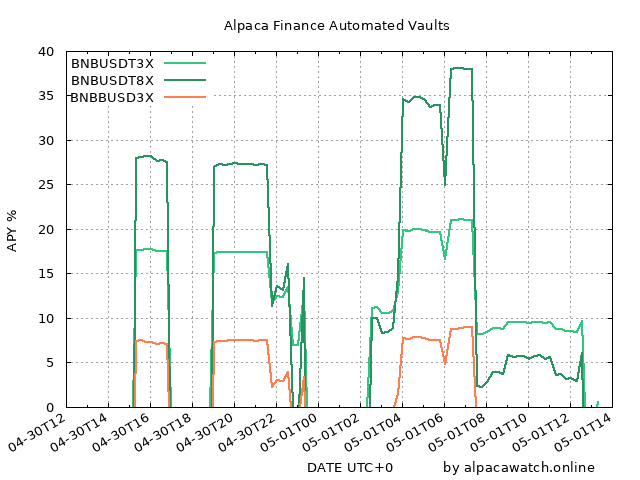 Alpaca Finance Automated Vaults
BNBUSDT3X
BNBUSDT8X
BNBBUSD3X
40
35
30
25
20
15
10
5
0
APY %
04-30T12
04-30T14
04-30T16
04-30T18
04-30T20
04-30T22
05-01T00
05-01T02
05-01T04
05-01T06
05-01T08
05-01T10
05-01T12
05-01T14
DATE UTC+0
by alpacawatch.online